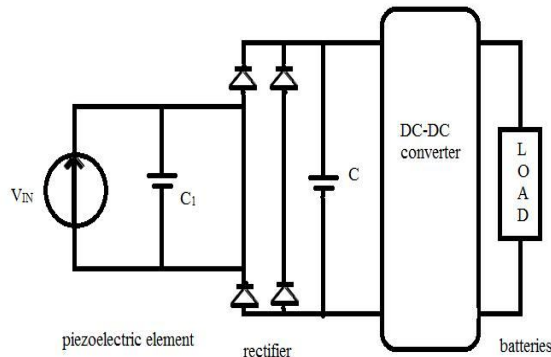 VIN
C1
C
DC-DC
converter
L
O
A
D
piezoelectric element
rectifier
batteries